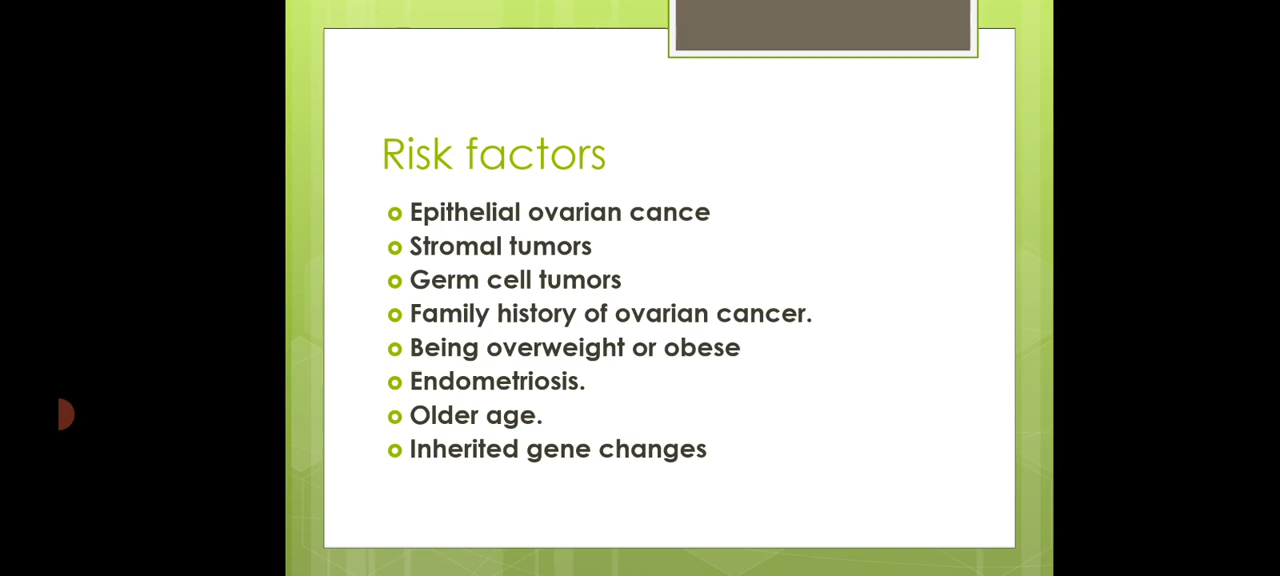 Risk factors
Epithelial ovarian cance
Stromal tumors
Germ cell tumors
Family history of ovarian cancer.
Being overweight or obese
Endometriosis.
Older age.
Inherited gene changes